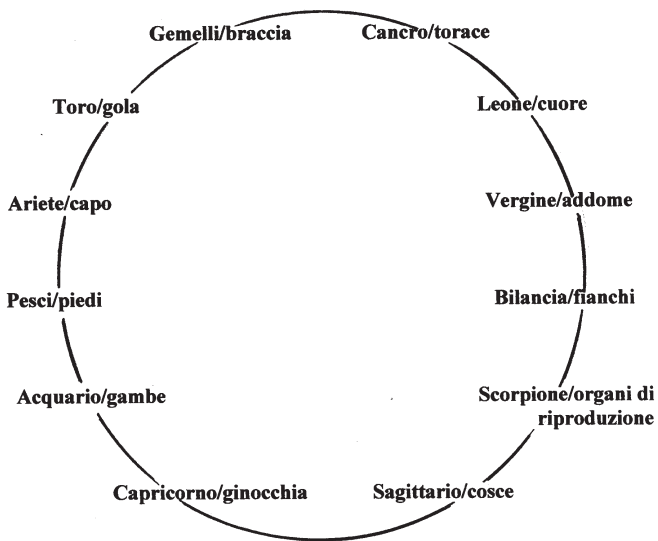 Gemelli/braccia
Cancro/torace
Toro/gola
Leone/cuore
Ariete/capo
Vergine/addome
Pesci/piedi
Bilancia/fianchi
Acquario/gambe
Scorpione/organi di
riproduzione
Capricorno/ginocchia
Sagittario/cosce